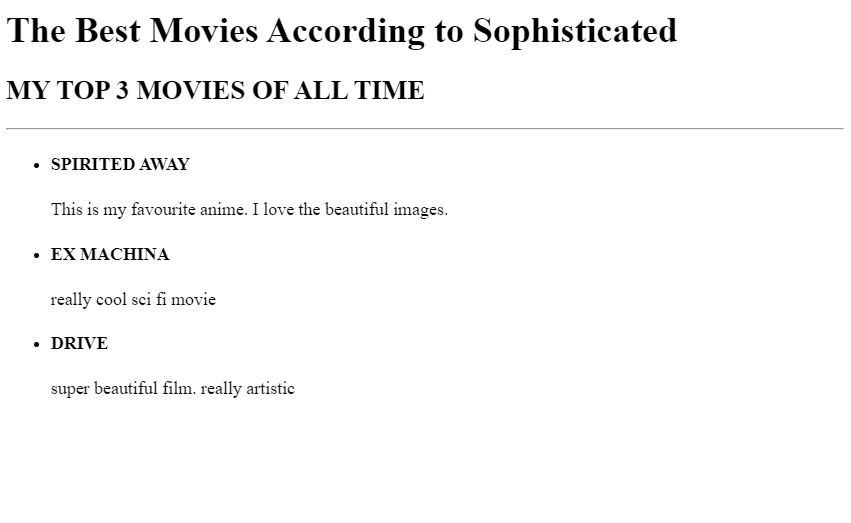 The Best Movies According to Sophisticated
MY TOP 3 MOVIES OF ALL TIME
SPIRITED AWAY
This is my favourite anime. I love the beautiful images.
EX MACHINA
really cool sci fi movie
DRIVE
super beautiful film. really artistic